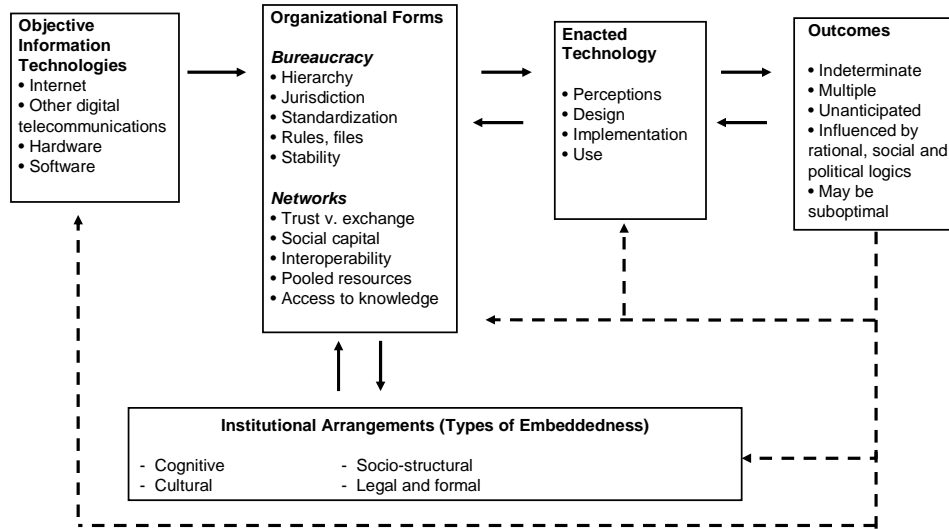 Objective
Information
Technologies
• Internet
• Other digital
telecommunications
• Hardware
• Software
Organizational Forms
Bureaucracy
• Hierarchy
• Jurisdiction
• Standardization
• Rules, files
• Stability
Networks
• Trust v. exchange
• Social capital
• Interoperability
• Pooled resources
• Access to knowledge
Enacted
Technology
• Perceptions
• Design
• Implementation
• Use
Outcomes
• Indeterminate
• Multiple
• Unanticipated
• Influenced by
rational, social and
political logics
• May be
suboptimal
Institutional Arrangements (Types of Embeddedness)
- Cognitive
- Cultural
- Socio-structural
- Legal and formal